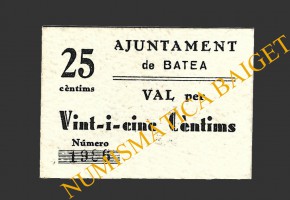 25
cèntims
AJUNTAMENT
de BATEA
VAL per
Vint-i-cinc Cèntims
Número
NUMISMÀTICA BAIGET